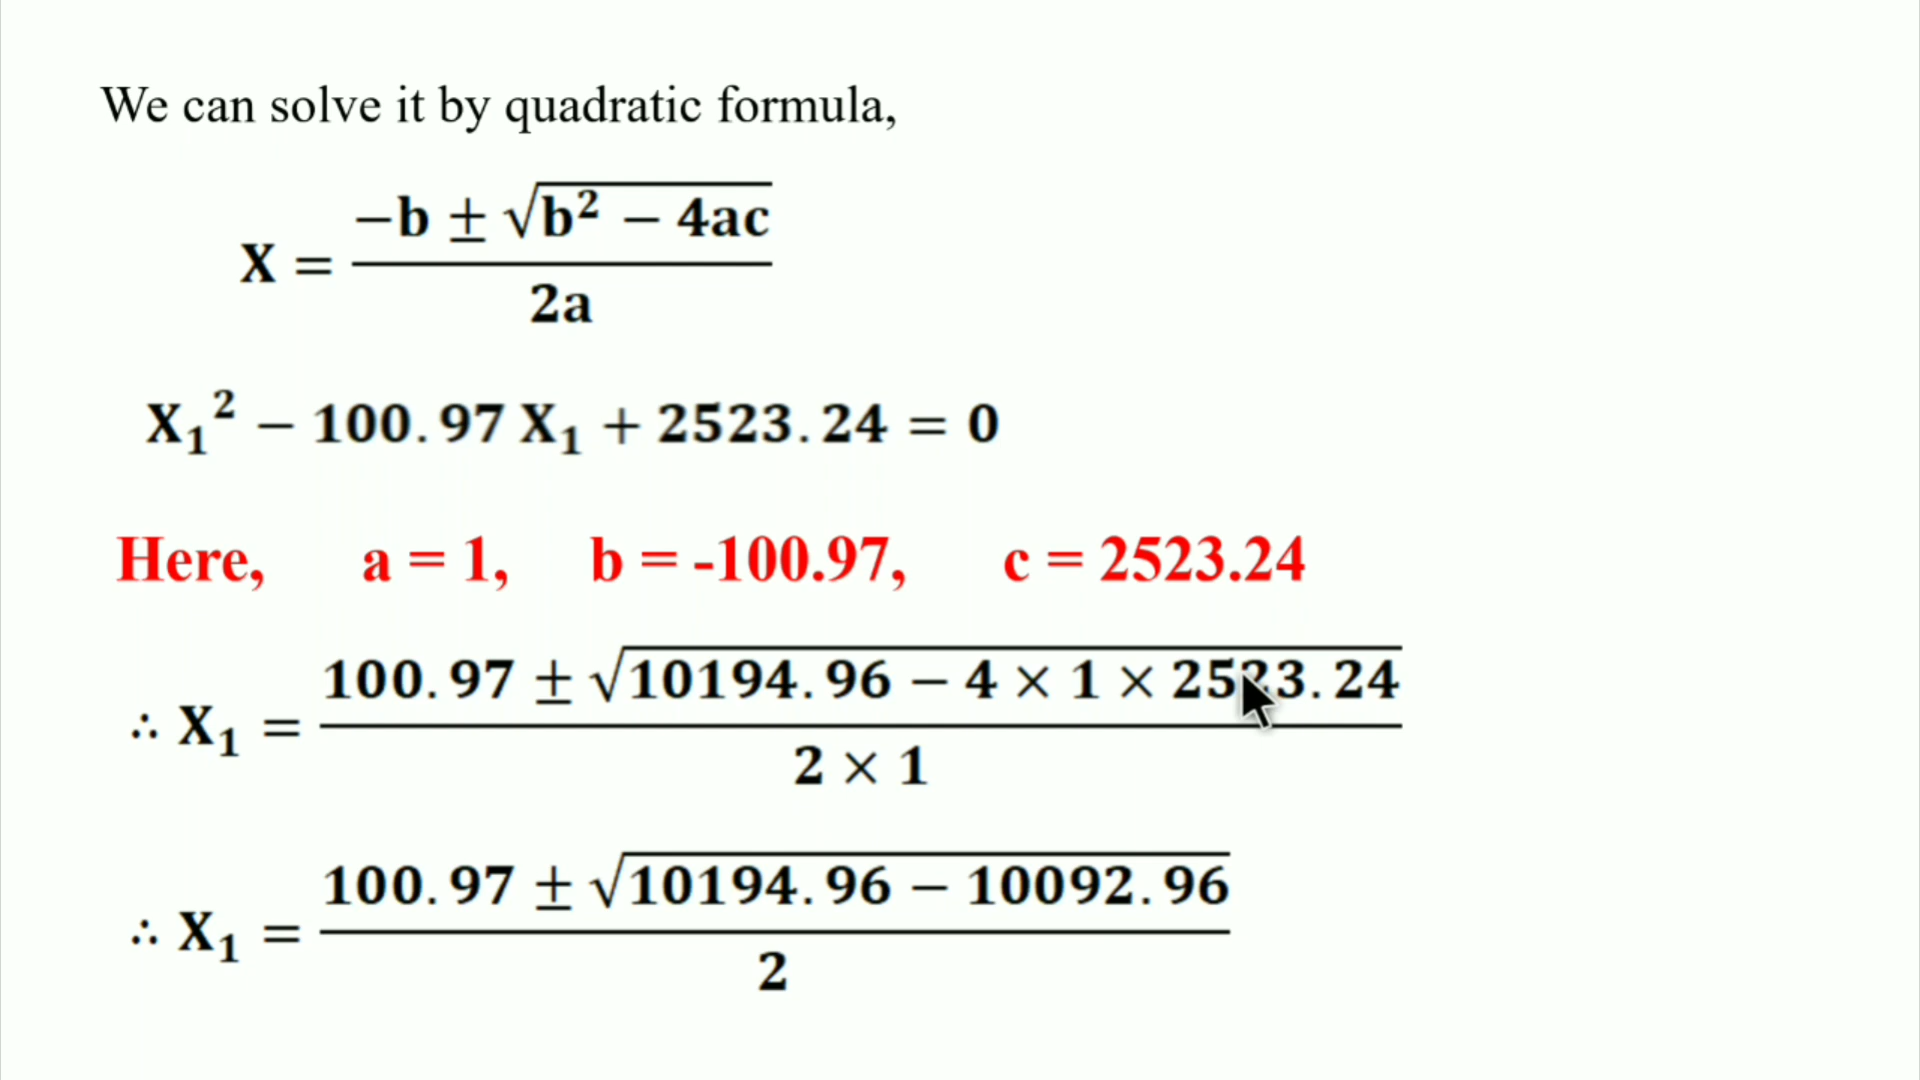 We can solve it by quadratic formula,
X = (−b ± √(b² − 4ac)) / 2a
X₁² − 100.97 X₁ + 2523.24 = 0
Here, a = 1, b = -100.97, c = 2523.24
∴ X₁ = (100.97 ± √(10194.96 − 4 × 1 × 2523.24)) / (2 × 1)
∴ X₁ = (100.97 ± √(10194.96 − 10092.96)) / 2